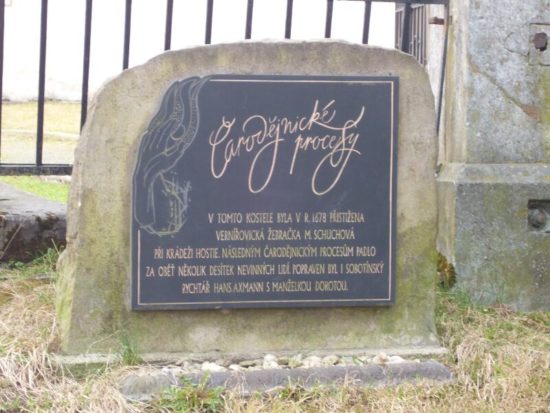 Čarodějnické
procesy
V TOMTO KOSTELE BYLA V R. 1678 PŘISTIŽENA
VERNÍŘOVICKÁ ŽEBRAČKA M. SCHUCHOVÁ
PŘI KRÁDEŽI HOSTIE. NÁSLEDNÝM ČARODĚJNICKÝM PROCESŮM PADLO
ZA OBĚŤ NĚKOLIK DESÍTEK NEVINNÝCH LIDÍ. POPRAVEN BYL I SOBOTÍNSKÝ
RYCHTÁŘ HANS AXMANN S MANŽELKOU DOROTOU.